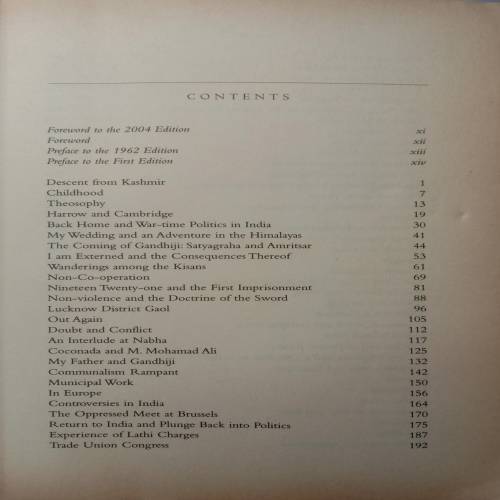 CONTENTS
Foreword to the 2004 Edition xi
Foreword xii
Preface to the 1962 Edition xiii
Preface to the First Edition xiv
Descent from Kashmir 1
Childhood 7
Theosophy 13
Harrow and Cambridge 19
Back Home and War-time Politics in India 30
My Wedding and an Adventure in the Himalayas 41
The Coming of Gandhiji: Satyagraha and Amritsar 44
I am Externed and the Consequences Thereof 53
Wanderings among the Kisans 61
Non-Co-operation 69
Nineteen Twenty-one and the First Imprisonment 81
Non-violence and the Doctrine of the Sword 88
Lucknow District Gaol 96
Out Again 105
Doubt and Conflict 112
An Interlude at Nabha 117
Coconada and M. Mohamad Ali 125
My Father and Gandhiji 132
Communalism Rampant 142
Municipal Work 150
In Europe 156
Controversies in India 164
The Oppressed Meet at Brussels 170
Return to India and Plunge Back into Politics 175
Experience of Lathi Charges 187
Trade Union Congress 192